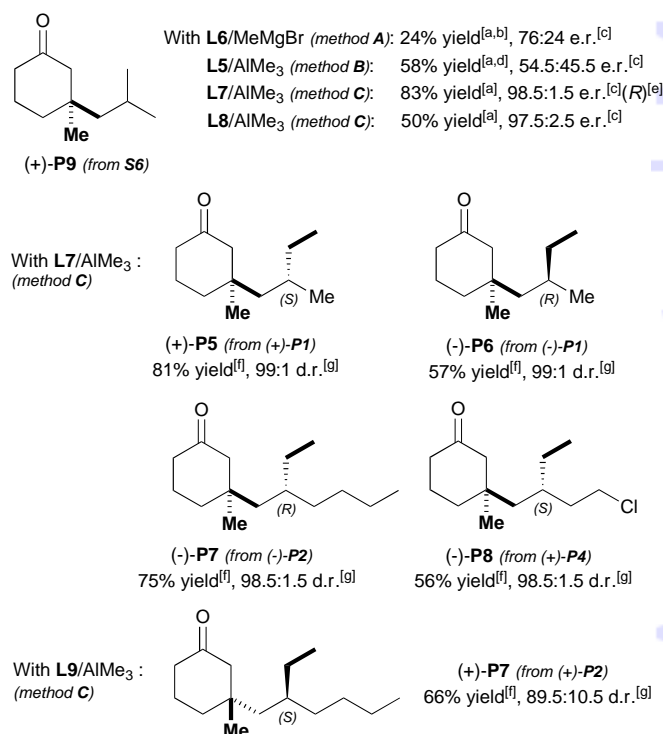 With L6/MeMgBr (method A): 24% yield[a,b], 76:24 e.r.[c]
L5/AlMe3 (method B): 58% yield[a,d], 54.5:45.5 e.r.[c]
L7/AlMe3 (method C): 83% yield[a], 98.5:1.5 e.r.[c](R)[e]
L8/AlMe3 (method C): 50% yield[a], 97.5:2.5 e.r.[c]
O
Me
(+)-P9 (from S6)
With L7/AlMe3 :
(method C)
O
Me
(S)
Me
(+)-P5 (from (+)-P1)
81% yield[f], 99:1 d.r.[g]
O
Me
(R)
Me
(-)-P6 (from (-)-P1)
57% yield[f], 99:1 d.r.[g]
O
Me
(R)
(-)-P7 (from (-)-P2)
75% yield[f], 98.5:1.5 d.r.[g]
O
Me
(S)
Cl
(-)-P8 (from (+)-P4)
56% yield[f], 98.5:1.5 d.r.[g]
With L9/AlMe3 :
(method C)
O
Me
(S)
(+)-P7 (from (+)-P2)
66% yield[f], 89.5:10.5 d.r.[g]